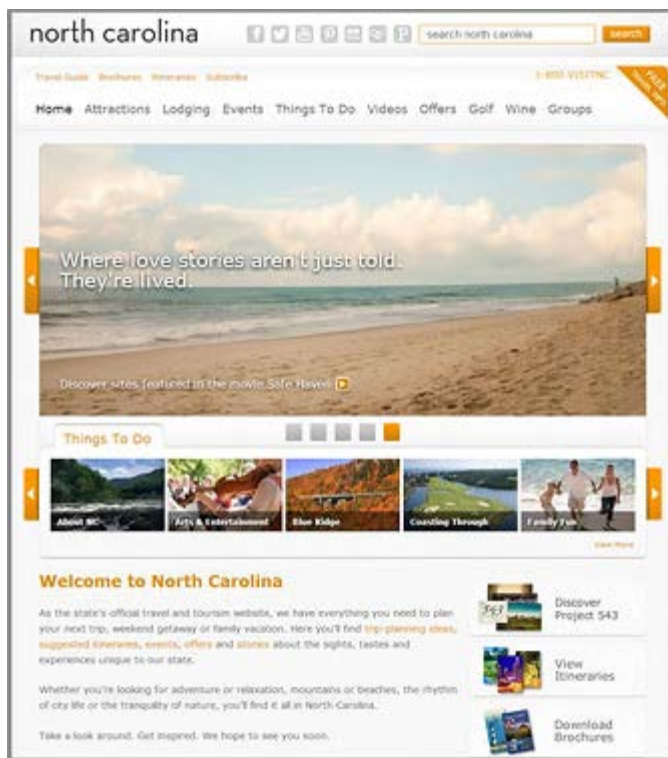 north carolina
search north carolina
search
Travel Guide Brochures Itineraries Subscribe
1-800 VISITNC
FREE
Home Attractions Lodging Events Things To Do Videos Offers Golf Wine Groups
Where love stories aren't just told.
They're lived.
Discover sites featured in the movie Safe Haven
Things To Do
About NC
Arts & Entertainment
Blue Ridge
Coasting Through
Family Fun
View More
Welcome to North Carolina
As the state's official travel and tourism website, we have everything you need to plan
your next trip, weekend getaway or family vacation. Here you'll find trip-planning ideas,
suggested itineraries, events, offers and stories about the sights, tastes and
experiences unique to our state.
Whether you're looking for adventure or relaxation, mountains or beaches, the rhythm
of city life or the tranquility of nature, you'll find it all in North Carolina.
Take a look around. Get inspired. We hope to see you soon.
543
Discover
Project 543
View
Itineraries
Download
Brochures